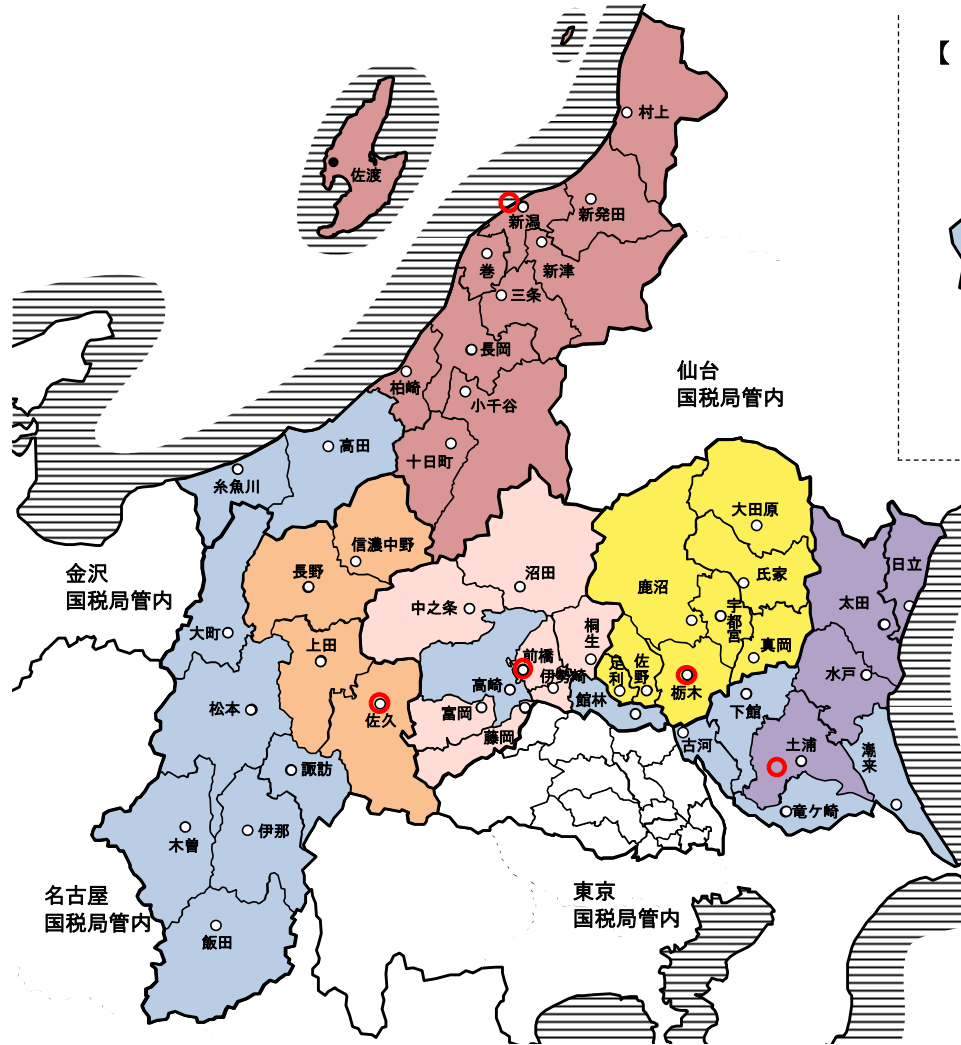 【
村上
佐渡
新潟
新発田
巻
新津
三条
長岡
柏崎
小千谷
仙台
国税局管内
高田
十日町
糸魚川
大田原
信濃中野
日立
金沢
国税局管内
長野
沼田
鹿沼
氏家
中之条
太田
宇都宮
桐生
大町
上田
前橋
真岡
足利
佐野
水戸
伊勢崎
高崎
栃木
館林
下館
松本
佐久
富岡
藤岡
古河
土浦
潮来
諏訪
竜ケ崎
伊那
木曽
名古屋
国税局管内
東京
国税局管内
飯田